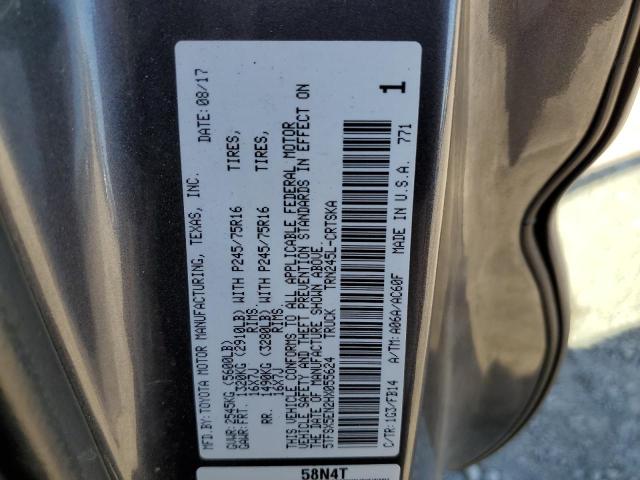 MFD BY:TOYOTA MOTOR MANUFACTURING, TEXAS, INC. DATE: 08/17
GVWR:2545KG (5600LB)
GAWR:FRT. 1320KG (2910LB) WITH P245/75R16 TIRES,
16X7J RIMS
RR. 1490KG (3280LB) WITH P245/75R16 TIRES,
16X7J RIMS
THIS VEHICLE CONFORMS TO ALL APPLICABLE FEDERAL MOTOR
VEHICLE SAFETY AND THEFT PREVENTION STANDARDS IN EFFECT ON
THE DATE OF MANUFACTURE SHOWN ABOVE.
5TFSX5EN2HX055624 TRUCK TRN245L-CRTSKA
1
C/TR:1G3/FB14 A/TM:A06A/AC60F MADE IN U.S.A. 771
58N4T